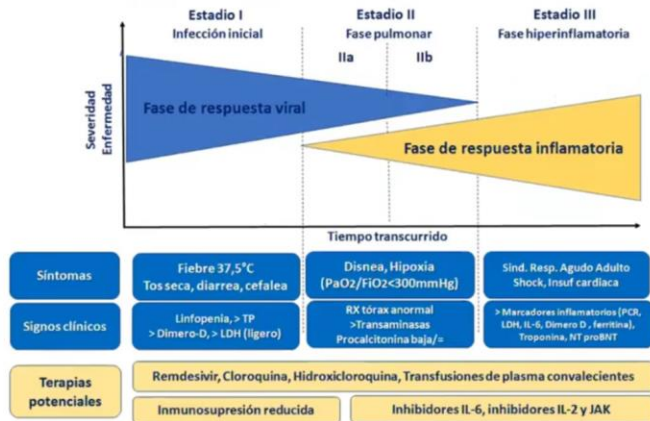 Estadio I
Infección inicial
Estadio II
Fase pulmonar
IIa
IIb
Estadio III
Fase hiperinflamatoria
Severidad
Enfermedad
Fase de respuesta viral
Fase de respuesta inflamatoria
Tiempo transcurrido
Síntomas
Fiebre 37,5°C
Tos seca, diarrea, cefalea
Disnea, Hipoxia
(PaO2/FiO2<300mmHg)
Sind. Resp. Agudo Adulto
Shock, Insuf cardiaca
Signos clínicos
Linfopenia, > TP
> Dimero-D, > LDH (ligero)
RX tórax anormal
>Transaminasas
Procalcitonina baja/=
> Marcadores inflamatorios (PCR,
LDH, IL-6, Dimero D , ferritina),
Troponina, NT proBNT
Terapias
potenciales
Remdesivir, Cloroquina, Hidroxicloroquina, Transfusiones de plasma convalecientes
Inmunosupresión reducida
Inhibidores IL-6, inhibidores IL-2 y JAK